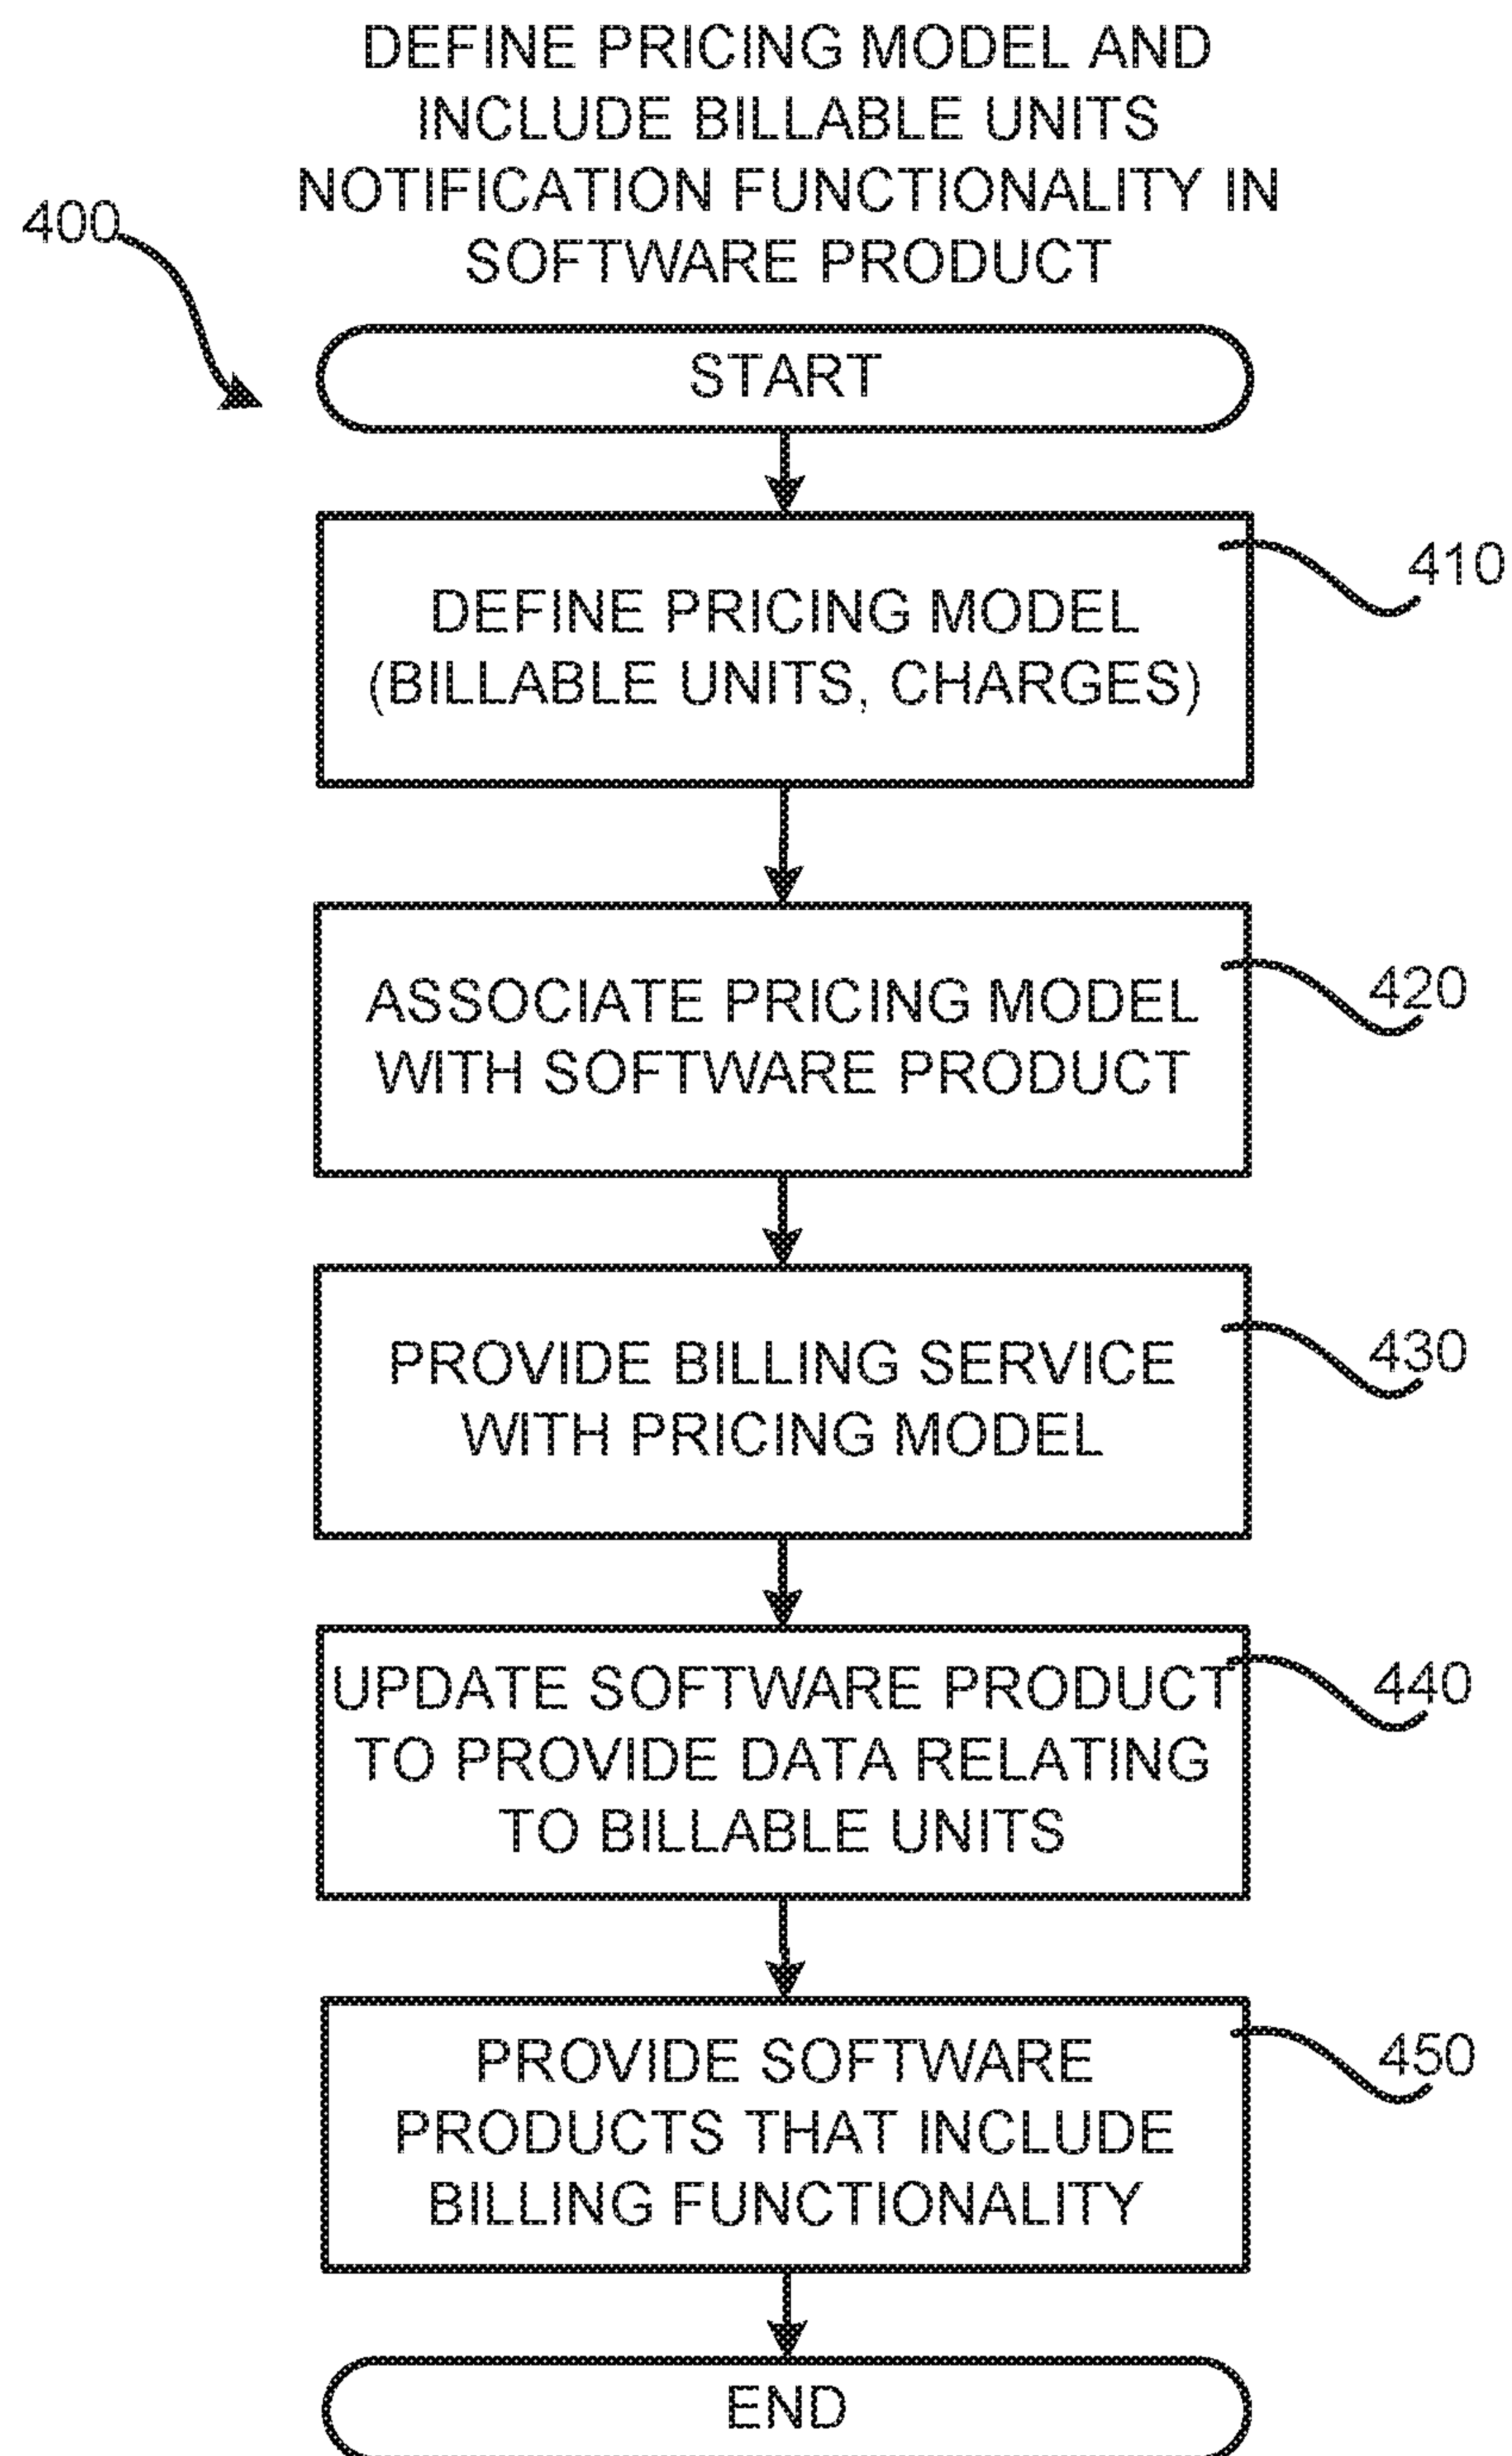 DEFINE PRICING MODEL AND
INCLUDE BILLABLE UNITS
NOTIFICATION FUNCTIONALITY IN
SOFTWARE PRODUCT
400
START
410
DEFINE PRICING MODEL
(BILLABLE UNITS, CHARGES)
420
ASSOCIATE PRICING MODEL
WITH SOFTWARE PRODUCT
430
PROVIDE BILLING SERVICE
WITH PRICING MODEL
440
UPDATE SOFTWARE PRODUCT
TO PROVIDE DATA RELATING
TO BILLABLE UNITS
450
PROVIDE SOFTWARE
PRODUCTS THAT INCLUDE
BILLING FUNCTIONALITY
END